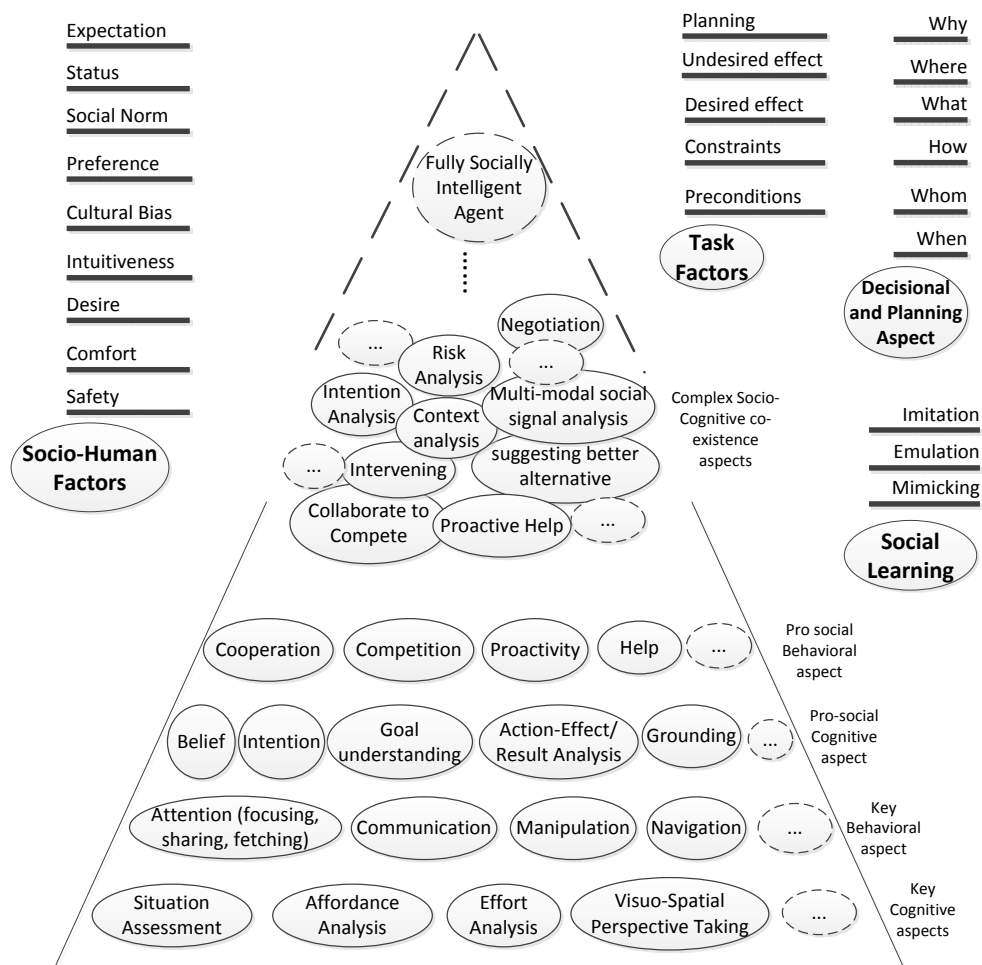 Expectation
Status
Social Norm
Preference
Cultural Bias
Intuitiveness
Desire
Comfort
Safety
Socio-Human
Factors
Fully Socially
Intelligent
Agent
Planning
Undesired effect
Desired effect
Constraints
Preconditions
Task
Factors
Why
Where
What
How
Whom
When
Decisional
and Planning
Aspect
Imitation
Emulation
Mimicking
Social
Learning
Negotiation
...
Risk
Analysis
...
Intention
Analysis
Context
analysis
Multi-modal social
signal analysis
Complex Socio-
Cognitive co-
existence
aspects
...
Intervening
suggesting better
alternative
Collaborate to
Compete
Proactive Help
...
Cooperation
Competition
Proactivity
Help
...
Pro social
Behavioral
aspect
Belief
Intention
Goal
understanding
Action-Effect/
Result Analysis
Grounding
...
Pro-social
Cognitive
aspect
Attention (focusing,
sharing, fetching)
Communication
Manipulation
Navigation
...
Key
Behavioral
aspect
Situation
Assessment
Affordance
Analysis
Effort
Analysis
Visuo-Spatial
Perspective Taking
...
Key
Cognitive
aspects